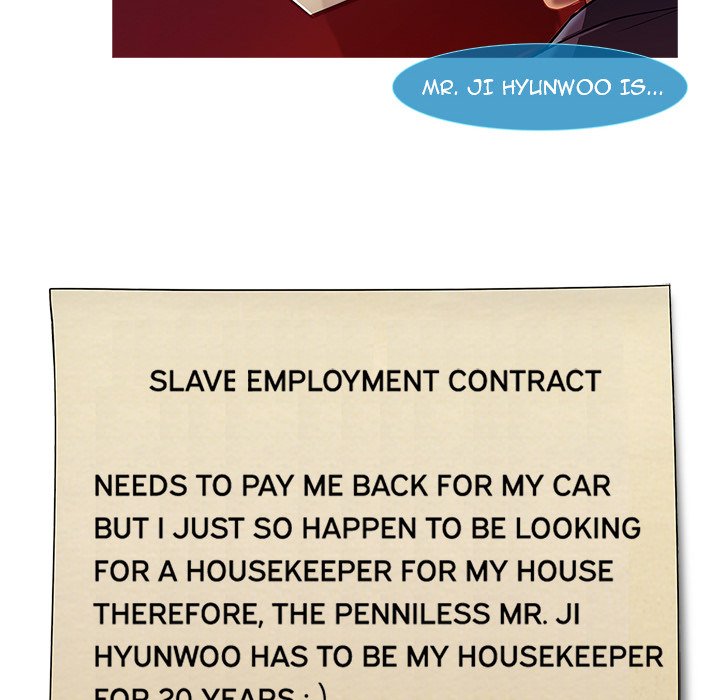 MR. JI HYUNWOO IS...
SLAVE EMPLOYMENT CONTRACT
NEEDS TO PAY ME BACK FOR MY CAR
BUT I JUST SO HAPPEN TO BE LOOKING
FOR A HOUSEKEEPER FOR MY HOUSE
THEREFORE, THE PENNILESS MR. JI
HYUNWOO HAS TO BE MY HOUSEKEEPER
FOR 20 YEARS : )